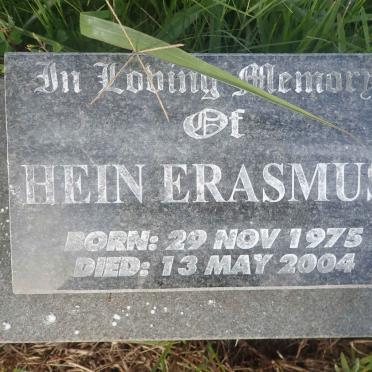 In Loving Memory
Of
HEIN ERASMUS
BORN: 29 NOV 1975
DIED: 13 MAY 2004